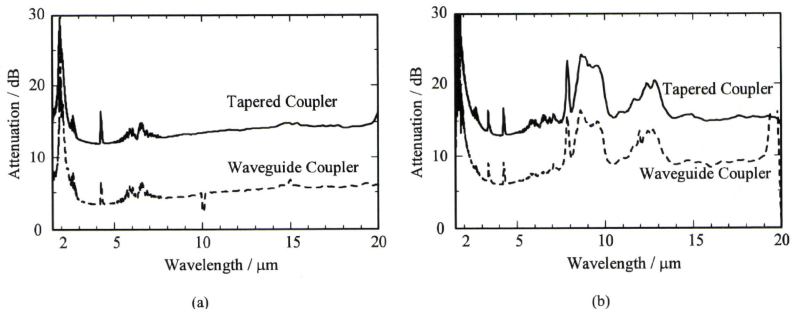 30
20
10
0
Attenuation / dB
Tapered Coupler
Waveguide Coupler
2 5 10 15 20
Wavelength / μm
(a)
30
20
10
0
Attenuation / dB
Tapered Coupler
Waveguide Coupler
2 5 10 15 20
Wavelength / μm
(b)